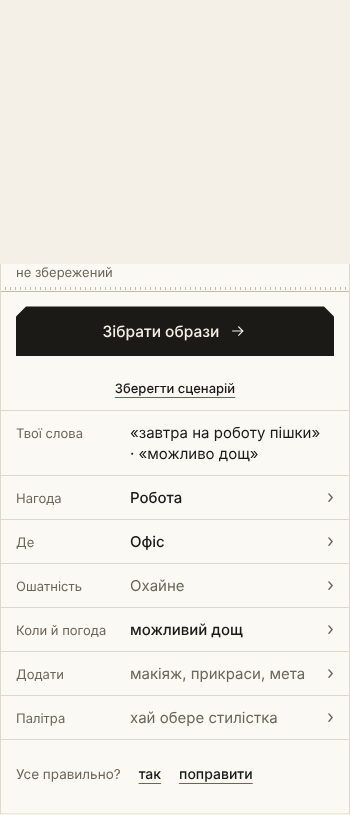 не збережений
Зібрати образи →
Зберегти сценарій
Твої слова «завтра на роботу пішки»
· «можливо дощ»
Нагода Робота ›
Де Офіс ›
Ошатність Охайне ›
Коли й погода можливий дощ ›
Додати макіяж, прикраси, мета ›
Палітра хай обере стилістка ›
Усе правильно? так поправити